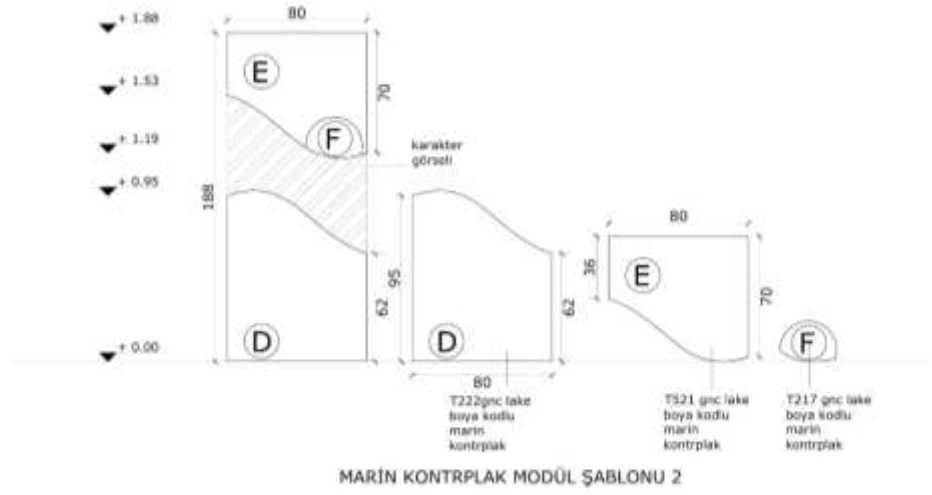 + 1.88
+ 1.53
+ 1.19
+ 0.95
+ 0.00
80
E
70
F
karakter
görseli
188
62
D
95
62
D
80
T222gnc lake
boya kodlu
marin
kontrplak
80
36
E
70
T521 gnc lake
boya kodlu
marin
kontrplak
F
T217 gnc lake
boya kodlu
marin
kontrplak
MARİN KONTRPLAK MODÜL ŞABLONU 2